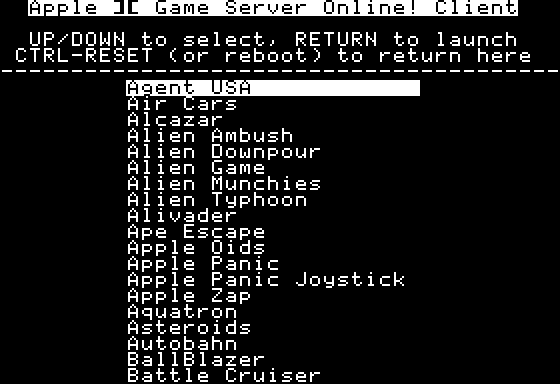 Apple ][ Game Server Online! Client
UP/DOWN to select, RETURN to launch
CTRL-RESET (or reboot) to return here
----------------------------------------
Agent USA
Air Cars
Alcazar
Alien Ambush
Alien Downpour
Alien Game
Alien Munchies
Alien Typhoon
Alivader
Ape Escape
Apple Oids
Apple Panic
Apple Panic Joystick
Apple Zap
Aquatron
Asteroids
Autobahn
BallBlazer
Battle Cruiser